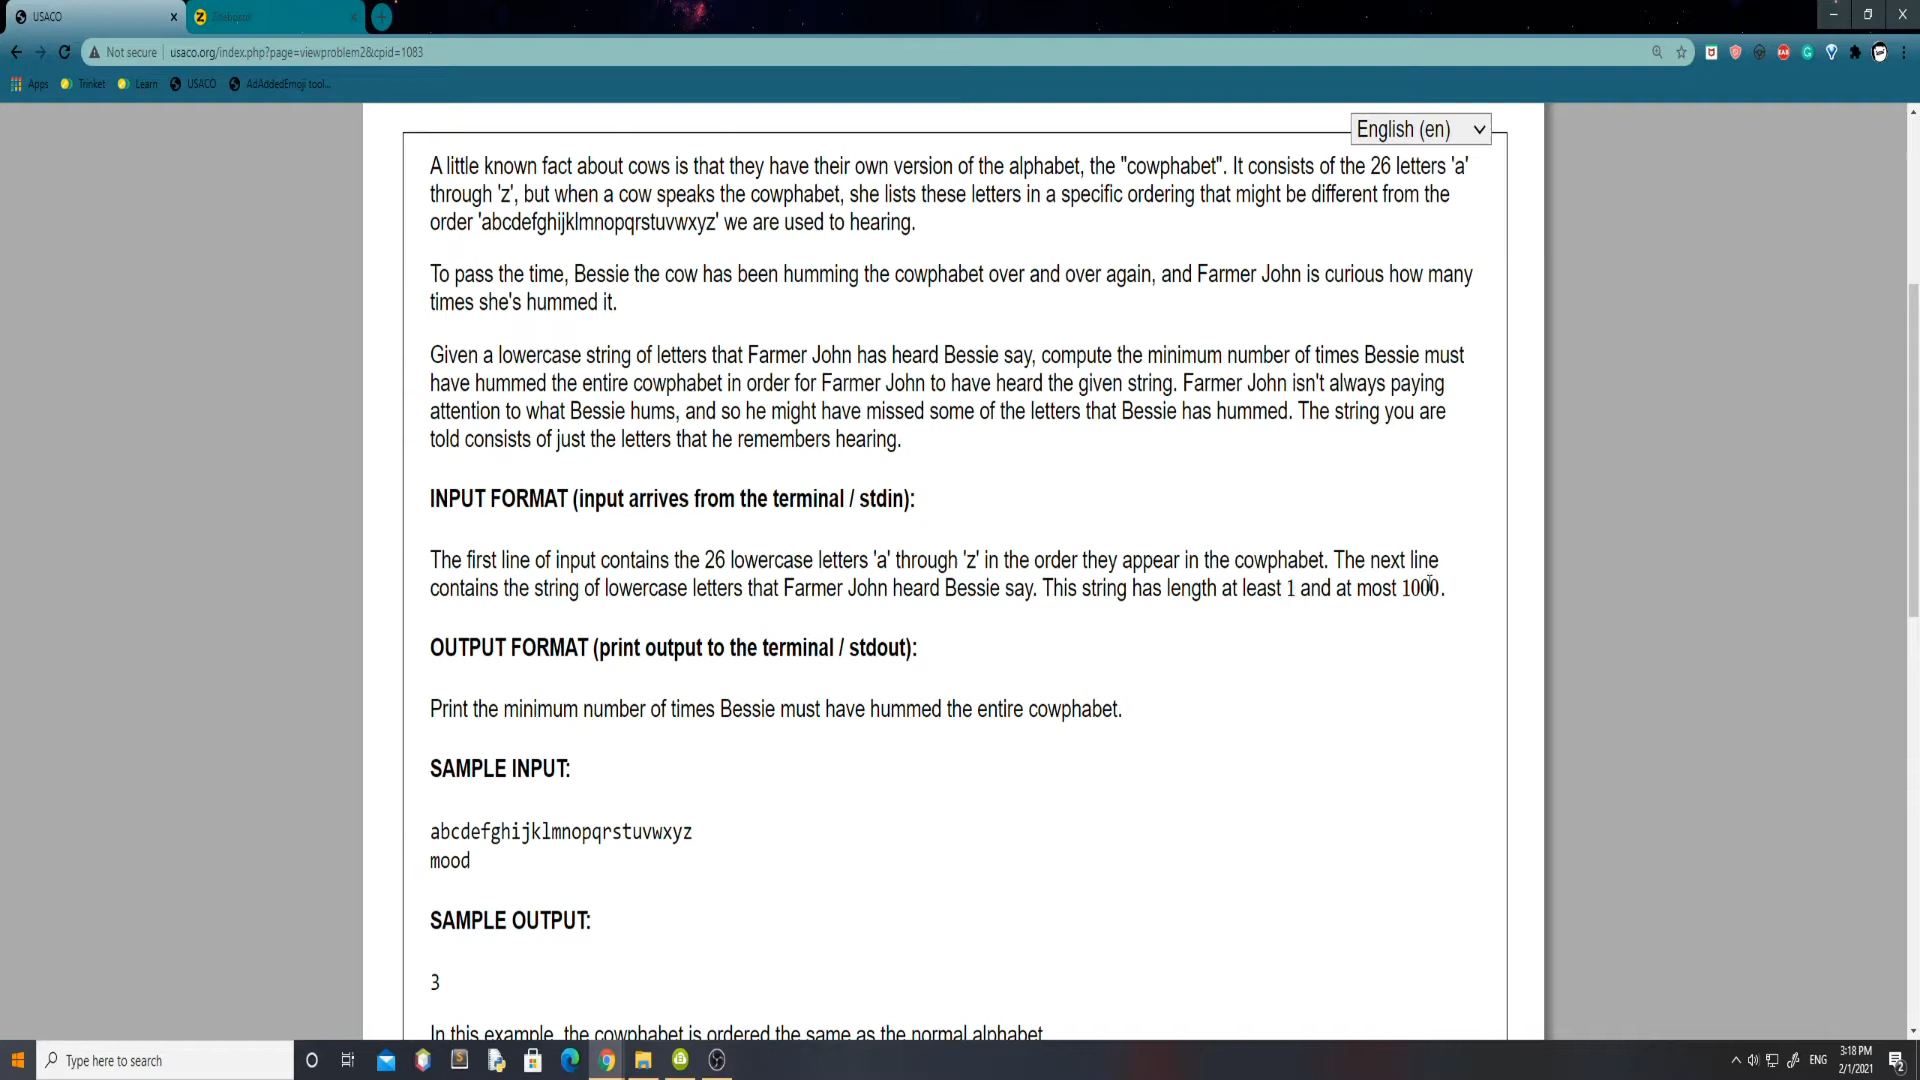 USACO
Ziteboard
Not secure
usaco.org/index.php?page=viewproblem2&cpid=1083
Apps
Trinket
Learn
USACO
AdAddedEmoji tool...
English (en)
A little known fact about cows is that they have their own version of the alphabet, the "cowphabet". It consists of the 26 letters 'a'
through 'z', but when a cow speaks the cowphabet, she lists these letters in a specific ordering that might be different from the
order 'abcdefghijklmnopqrstuvwxyz' we are used to hearing.
To pass the time, Bessie the cow has been humming the cowphabet over and over again, and Farmer John is curious how many
times she's hummed it.
Given a lowercase string of letters that Farmer John has heard Bessie say, compute the minimum number of times Bessie must
have hummed the entire cowphabet in order for Farmer John to have heard the given string. Farmer John isn't always paying
attention to what Bessie hums, and so he might have missed some of the letters that Bessie has hummed. The string you are
told consists of just the letters that he remembers hearing.
INPUT FORMAT (input arrives from the terminal / stdin):
The first line of input contains the 26 lowercase letters 'a' through 'z' in the order they appear in the cowphabet. The next line
contains the string of lowercase letters that Farmer John heard Bessie say. This string has length at least 1 and at most 1000.
OUTPUT FORMAT (print output to the terminal / stdout):
Print the minimum number of times Bessie must have hummed the entire cowphabet.
SAMPLE INPUT:
abcdefghijklmnopqrstuvwxyz
mood
SAMPLE OUTPUT:
3
In this example, the cowphabet is ordered the same as the normal alphabet.
Type here to search
ENG
3:18 PM
2/1/2021
2